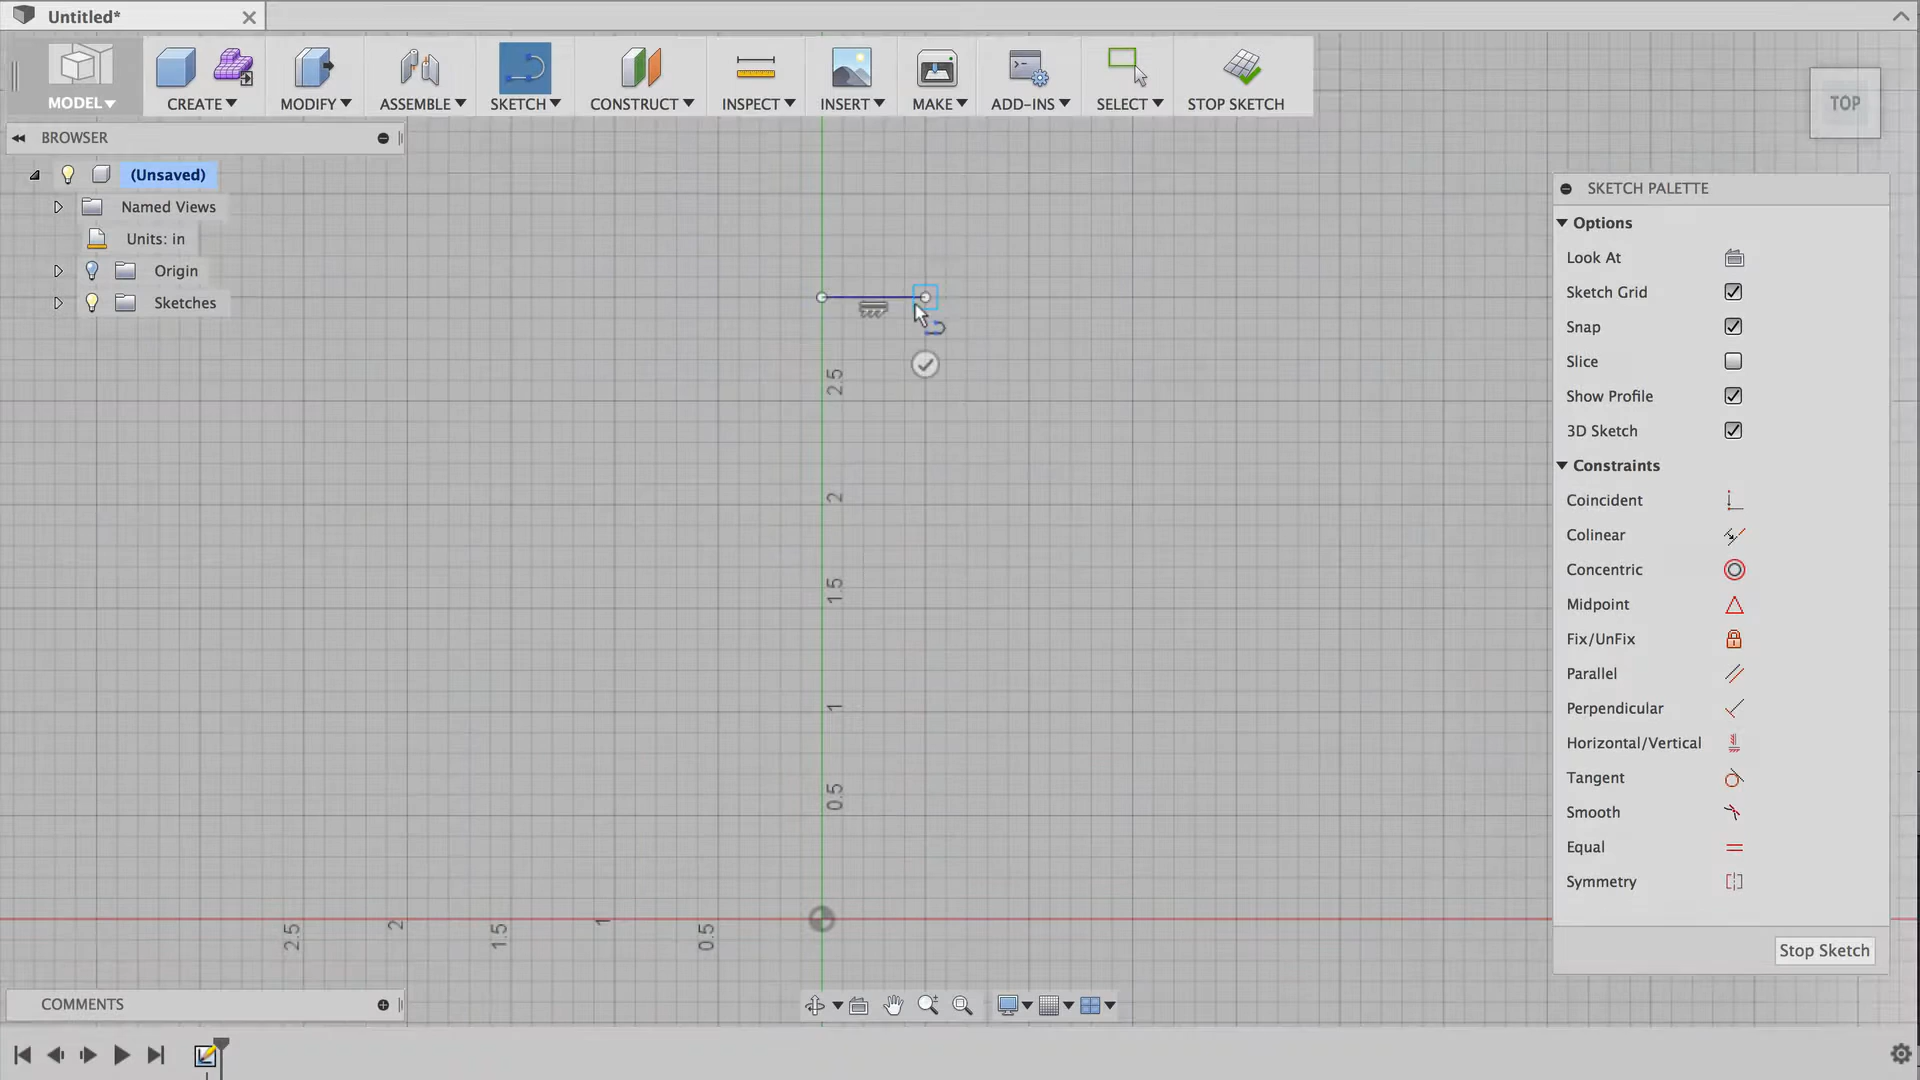 Untitled*
MODEL
CREATE
MODIFY
ASSEMBLE
SKETCH
CONSTRUCT
INSPECT
INSERT
MAKE
ADD-INS
SELECT
STOP SKETCH
TOP
BROWSER
(Unsaved)
Named Views
Units: in
Origin
Sketches
2.5
2
1.5
1
0.5
2.5
2
1.5
1
0.5
SKETCH PALETTE
Options
Look At
Sketch Grid
Snap
Slice
Show Profile
3D Sketch
Constraints
Coincident
Colinear
Concentric
Midpoint
Fix/UnFix
Parallel
Perpendicular
Horizontal/Vertical
Tangent
Smooth
Equal
Symmetry
Stop Sketch
COMMENTS